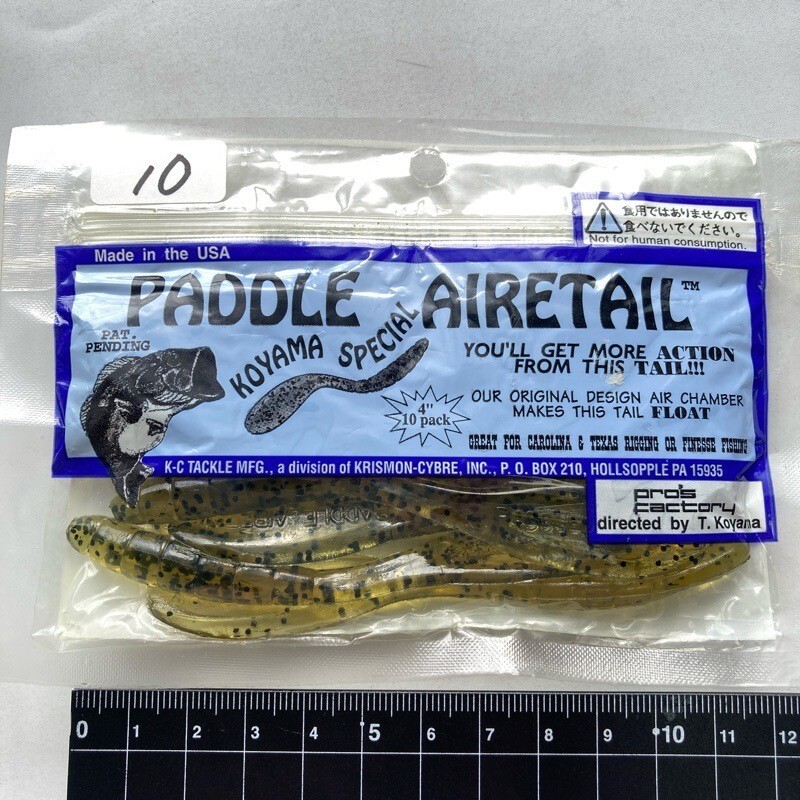 10
食用ではありませんので
食べないでください。
Not for human consumption.
Made in the USA
PADDLE AIRETAIL™
PAT.
PENDING
KOYAMA SPECIAL
YOU'LL GET MORE ACTION
FROM THIS TAIL!!!
4"
10 pack
OUR ORIGINAL DESIGN AIR CHAMBER
MAKES THIS TAIL FLOAT
GREAT FOR CAROLINA & TEXAS RIGGING OR FINESSE FISHING
K-C TACKLE MFG., a division of KRISMON-CYBRE, INC., P. O. BOX 210, HOLLSOPPLE PA 15935
pro's
factory
directed by T. Koyama
0 1 2 3 4 5 6 7 8 9 10 11 12